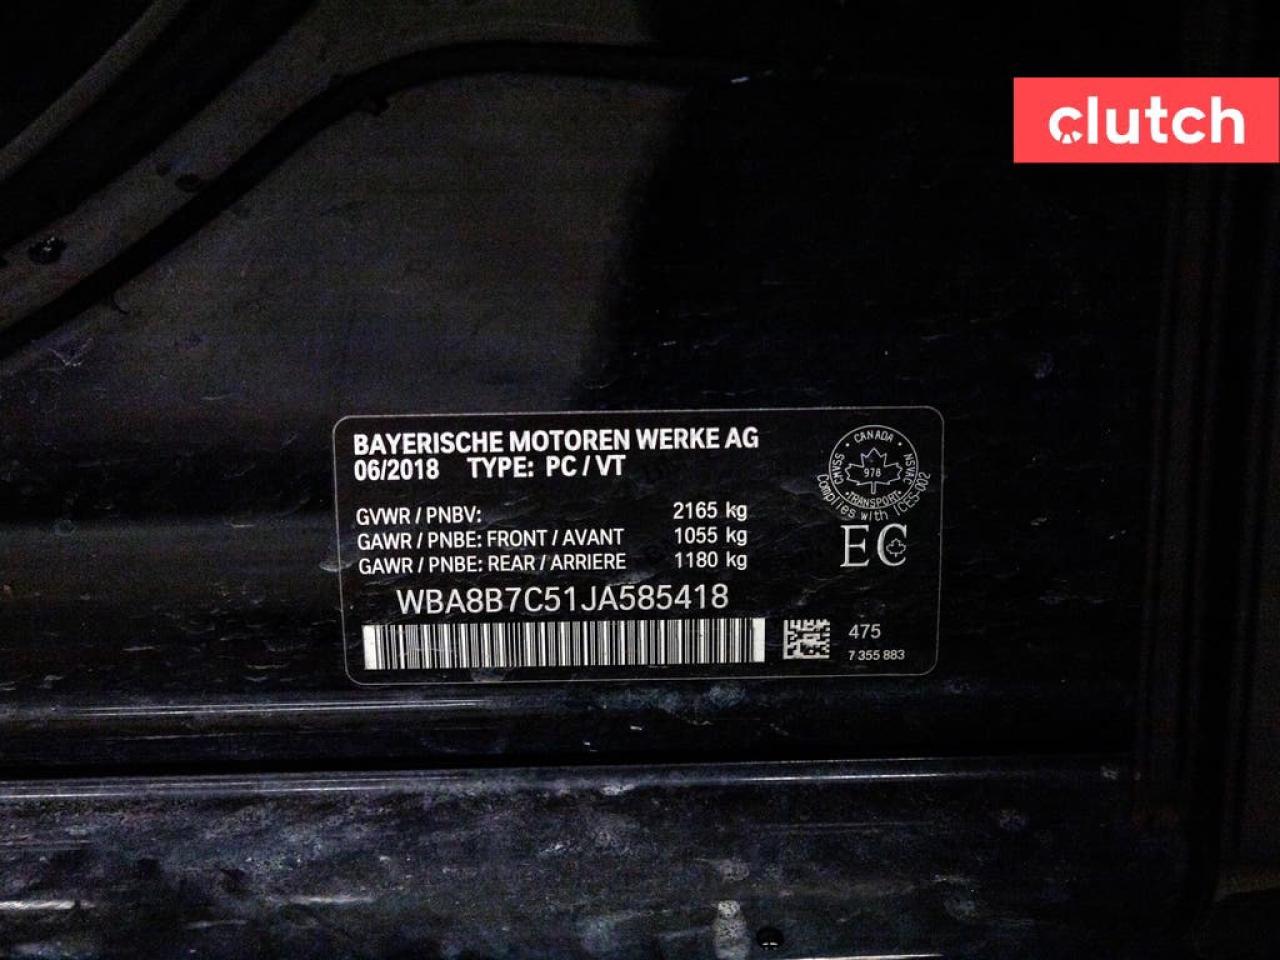 clutch
BAYERISCHE MOTOREN WERKE AG
06/2018 TYPE: PC / VT
GVWR / PNBV: 2165 kg
GAWR / PNBE: FRONT / AVANT 1055 kg
GAWR / PNBE: REAR / ARRIERE 1180 kg
WBA8B7C51JA585418
CANADA
CMVSS NSVAC
978
TRANSPORT
Complies with ICES-002
EC
475
7 355 883